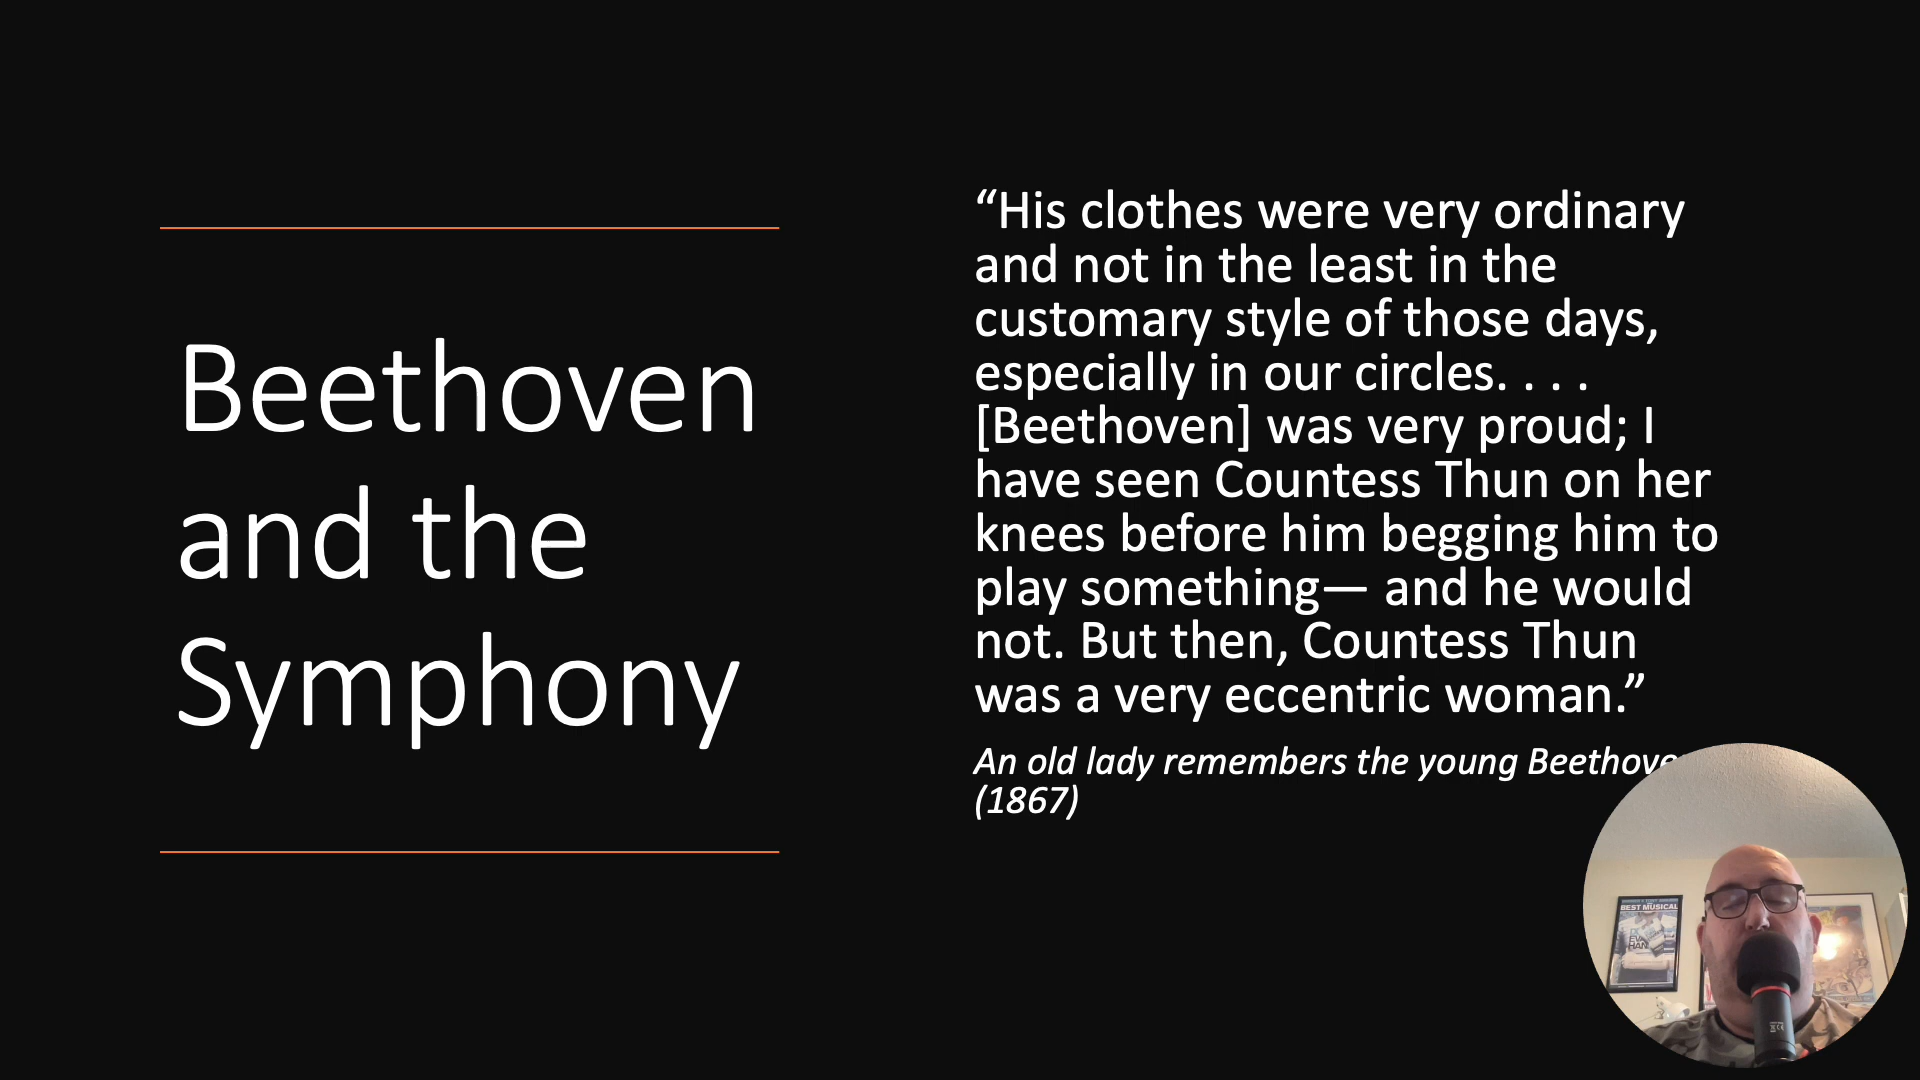 Beethoven
and the
Symphony
“His clothes were very ordinary
and not in the least in the
customary style of those days,
especially in our circles. . . .
[Beethoven] was very proud; I
have seen Countess Thun on her
knees before him begging him to
play something— and he would
not. But then, Countess Thun
was a very eccentric woman.”
An old lady remembers the young Beethove
(1867)
BEST MUSICAL